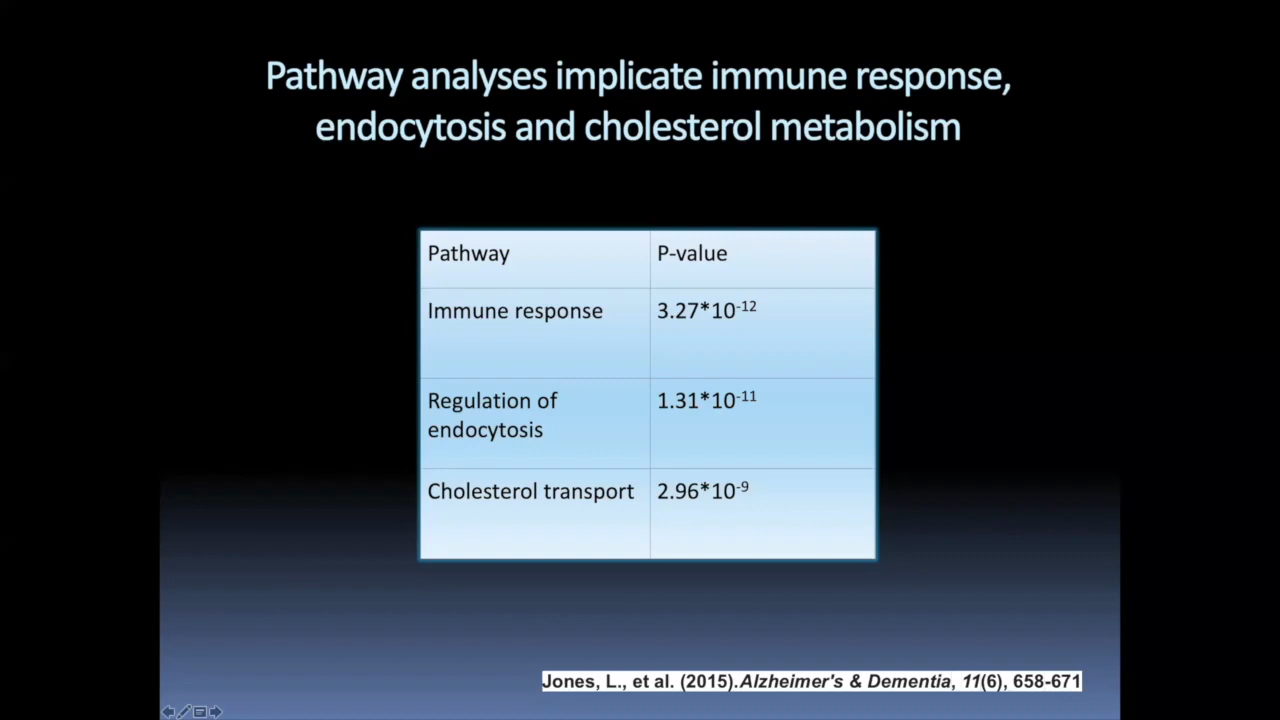 Pathway analyses implicate immune response,
endocytosis and cholesterol metabolism
Pathway P-value
Immune response 3.27*10⁻¹²
Regulation of
endocytosis 1.31*10⁻¹¹
Cholesterol transport 2.96*10⁻⁹
Jones, L., et al. (2015).Alzheimer's & Dementia, 11(6), 658-671